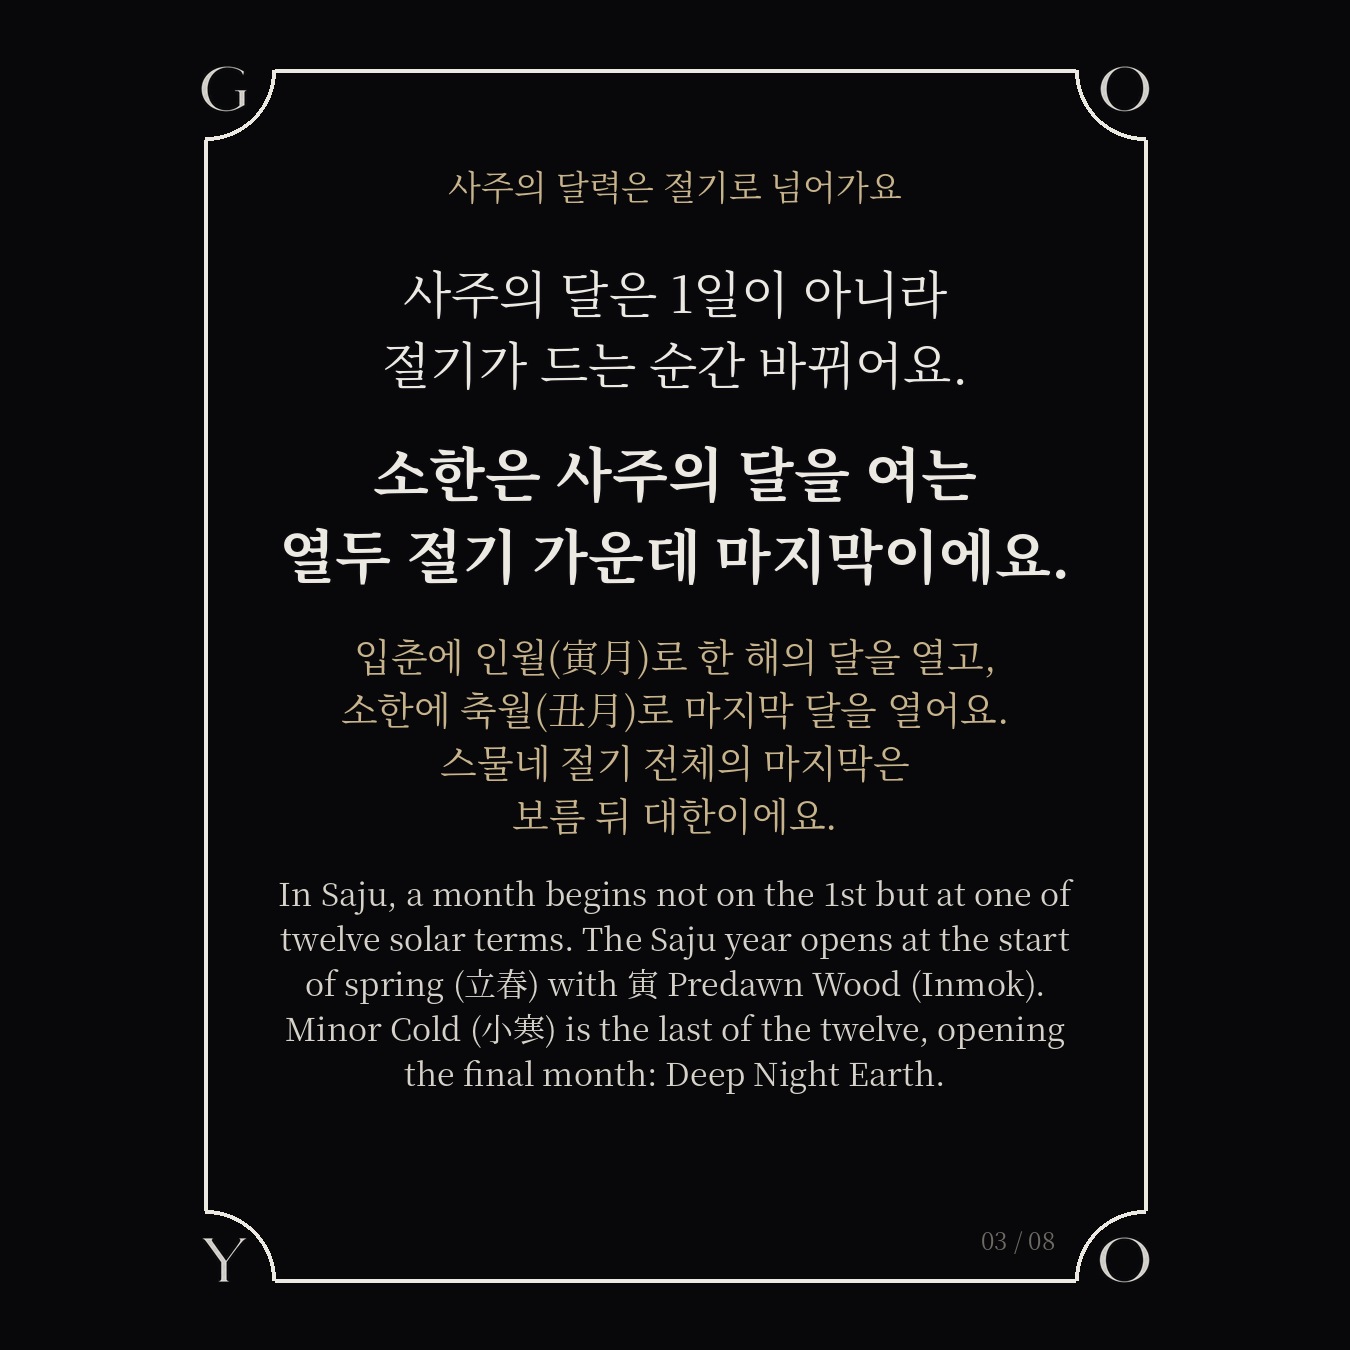 G O
사주의 달력은 절기로 넘어가요
사주의 달은 1일이 아니라
절기가 드는 순간 바뀌어요.
소한은 사주의 달을 여는
열두 절기 가운데 마지막이에요.
입춘에 인월(寅月)로 한 해의 달을 열고,
소한에 축월(丑月)로 마지막 달을 열어요.
스물네 절기 전체의 마지막은
보름 뒤 대한이에요.
In Saju, a month begins not on the 1st but at one of
twelve solar terms. The Saju year opens at the start
of spring (立春) with 寅 Predawn Wood (Inmok).
Minor Cold (小寒) is the last of the twelve, opening
the final month: Deep Night Earth.
03 / 08
Y O